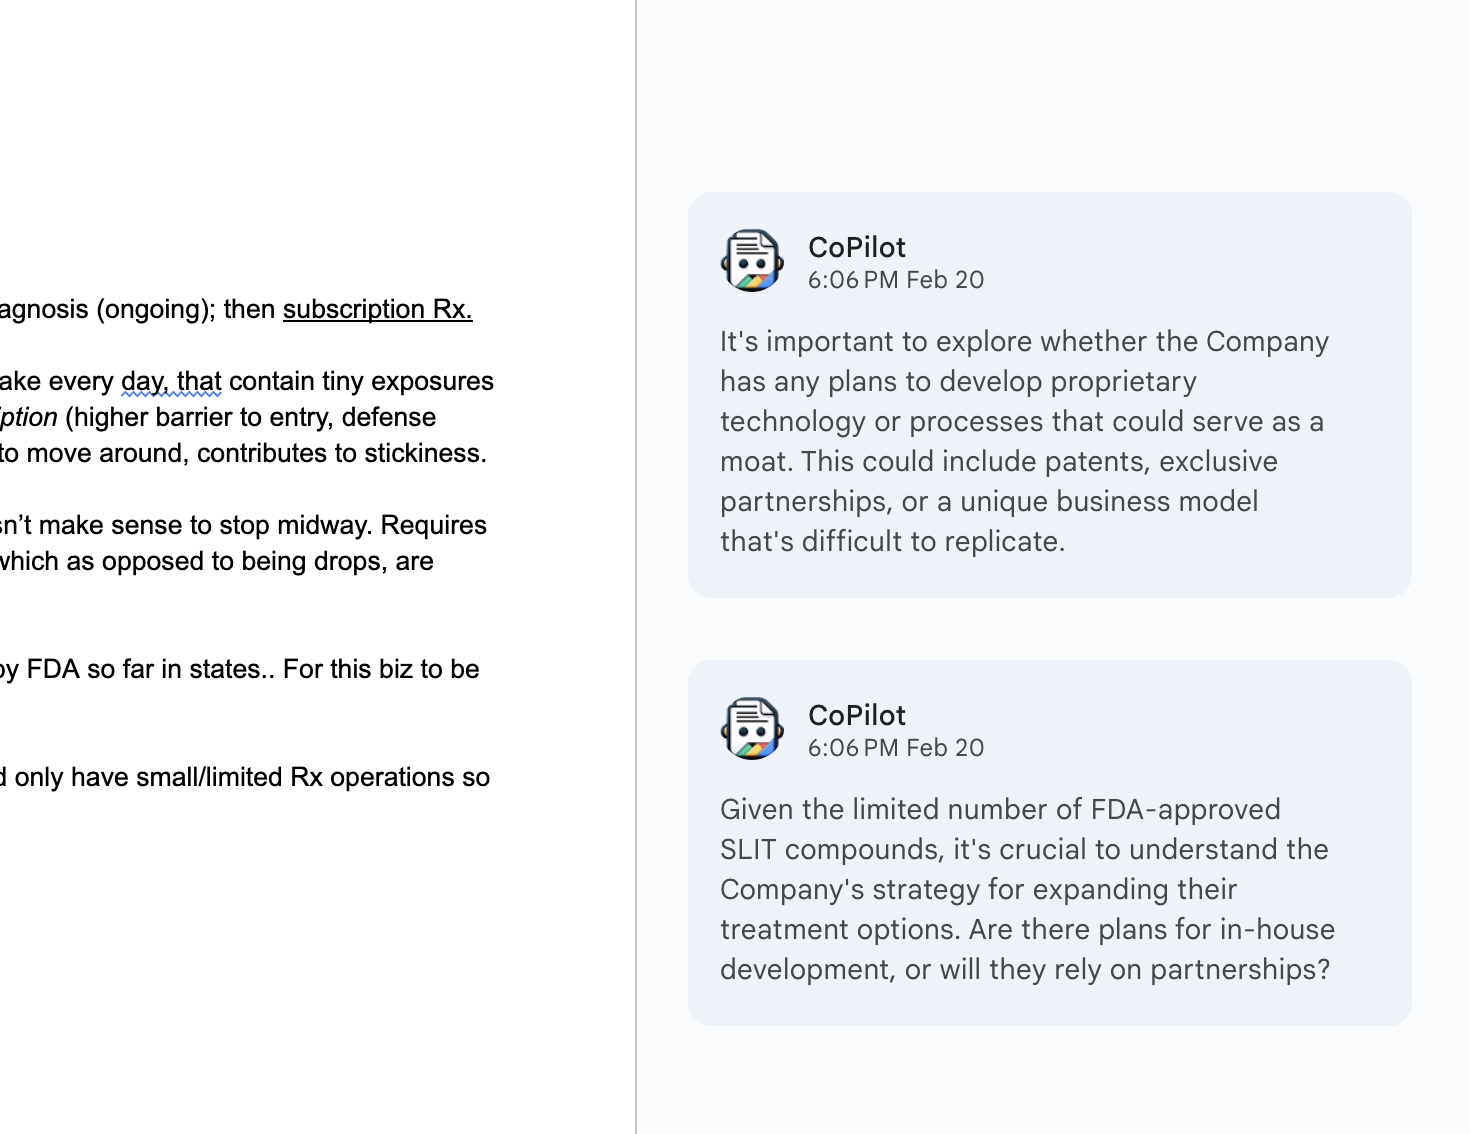 agnosis (ongoing); then subscription Rx.
ake every day, that contain tiny exposures
ption (higher barrier to entry, defense
to move around, contributes to stickiness.
sn’t make sense to stop midway. Requires
which as opposed to being drops, are
by FDA so far in states.. For this biz to be
d only have small/limited Rx operations so
CoPilot
6:06 PM Feb 20
It's important to explore whether the Company
has any plans to develop proprietary
technology or processes that could serve as a
moat. This could include patents, exclusive
partnerships, or a unique business model
that's difficult to replicate.
CoPilot
6:06 PM Feb 20
Given the limited number of FDA-approved
SLIT compounds, it's crucial to understand the
Company's strategy for expanding their
treatment options. Are there plans for in-house
development, or will they rely on partnerships?